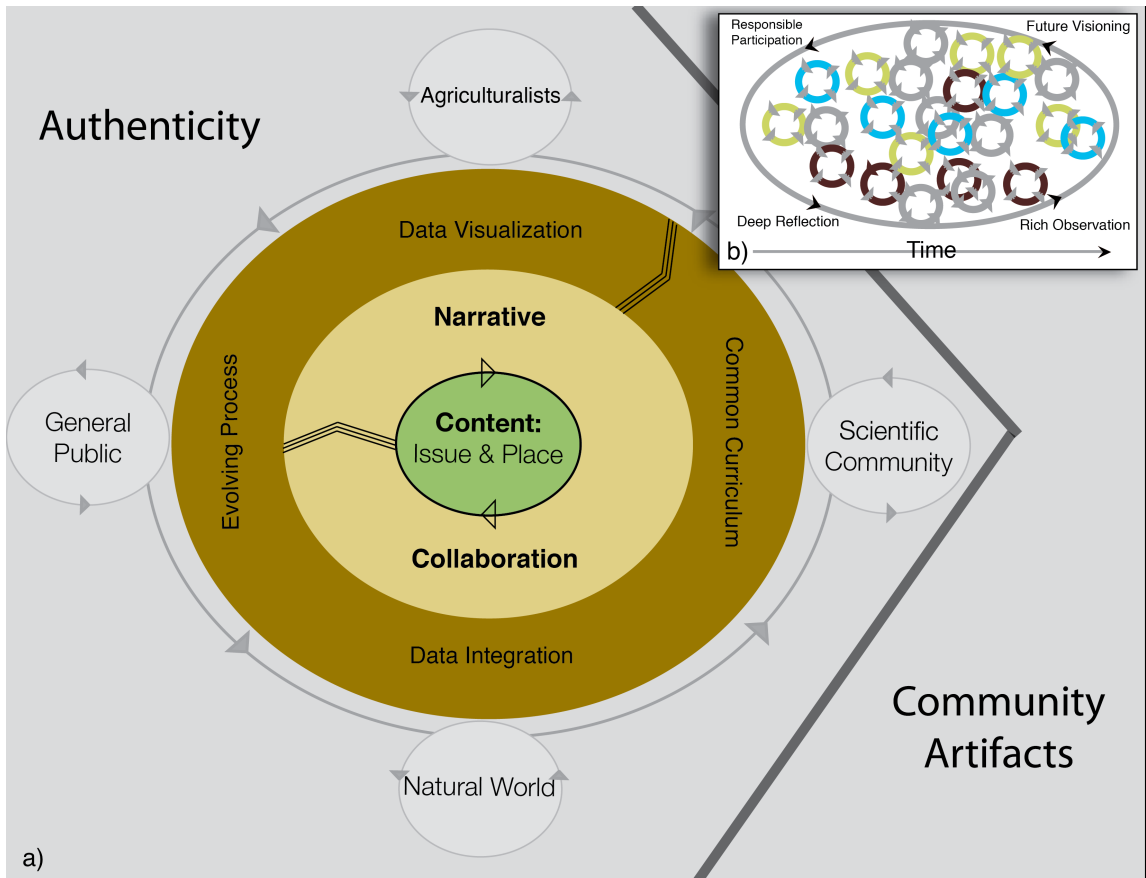 Authenticity
Agriculturalists
Data Visualization
Narrative
Content:
Issue & Place
Collaboration
Evolving Process
Common Curriculum
Data Integration
General
Public
Scientific
Community
Natural World
Community
Artifacts
a)
Responsible
Participation
Future Visioning
Deep Reflection
Rich Observation
b)
Time